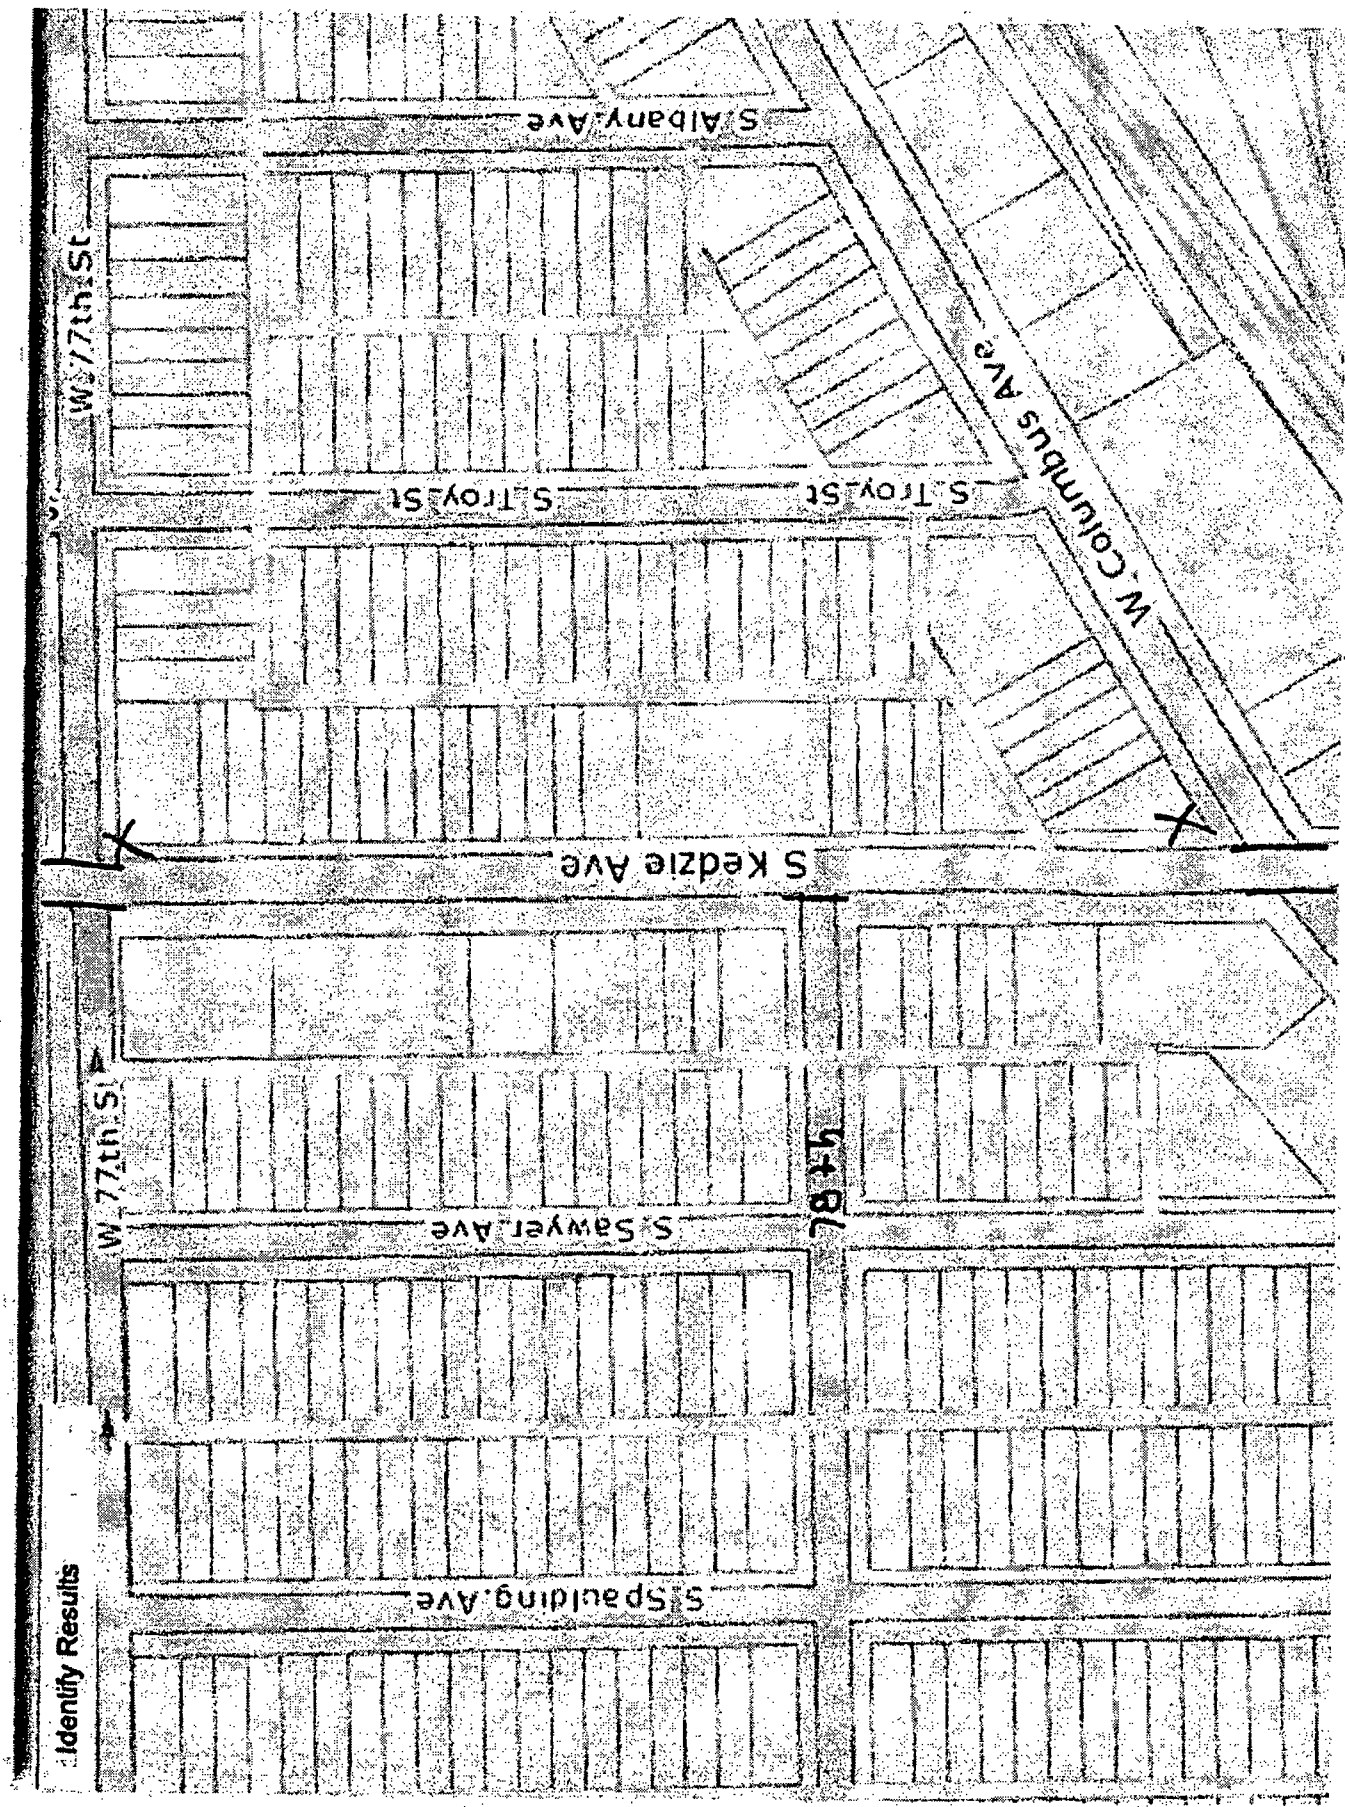 S. Albany. Ave
W. 77th. St
W. Columbus Ave
S. Troy. St
S. Troy. St
S Kedzie Ave
W 77th. St
78th
S. Sawyer. Ave
S. Spaulding. Ave
Identify Results